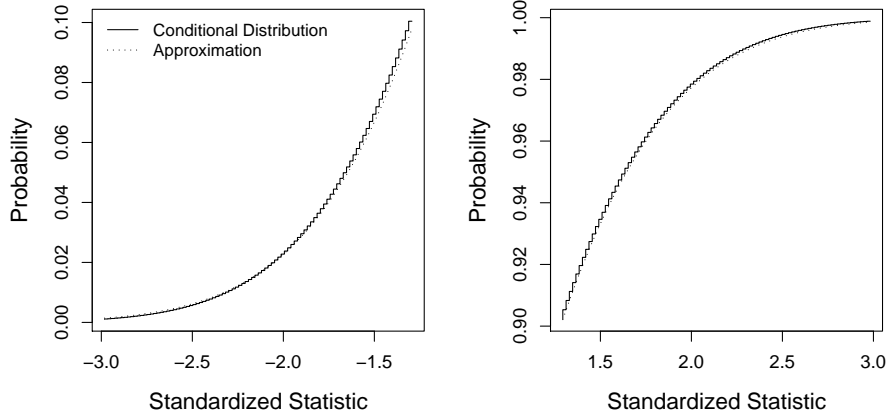 Conditional Distribution
Approximation
Probability
0.00
0.02
0.04
0.06
0.08
0.10
−3.0 −2.5 −2.0 −1.5
Standardized Statistic
Probability
0.90
0.92
0.94
0.96
0.98
1.00
1.5 2.0 2.5 3.0
Standardized Statistic